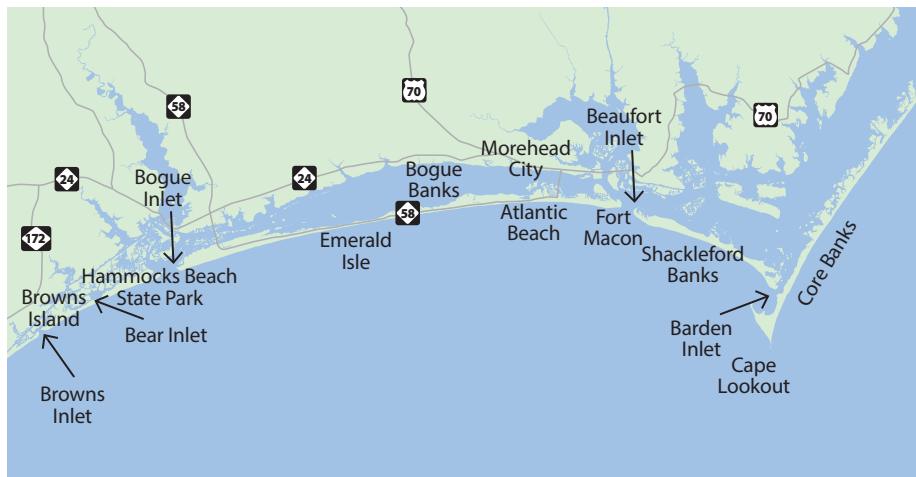 58
70
70
Beaufort
Inlet
Morehead
City
24
Bogue
Inlet
24
Bogue
Banks
58
Atlantic
Beach
Fort
Macon
172
Emerald
Isle
Shackleford
Banks
Core Banks
Hammocks Beach
State Park
Browns
Island
Bear Inlet
Barden
Inlet
Cape
Lookout
Browns
Inlet